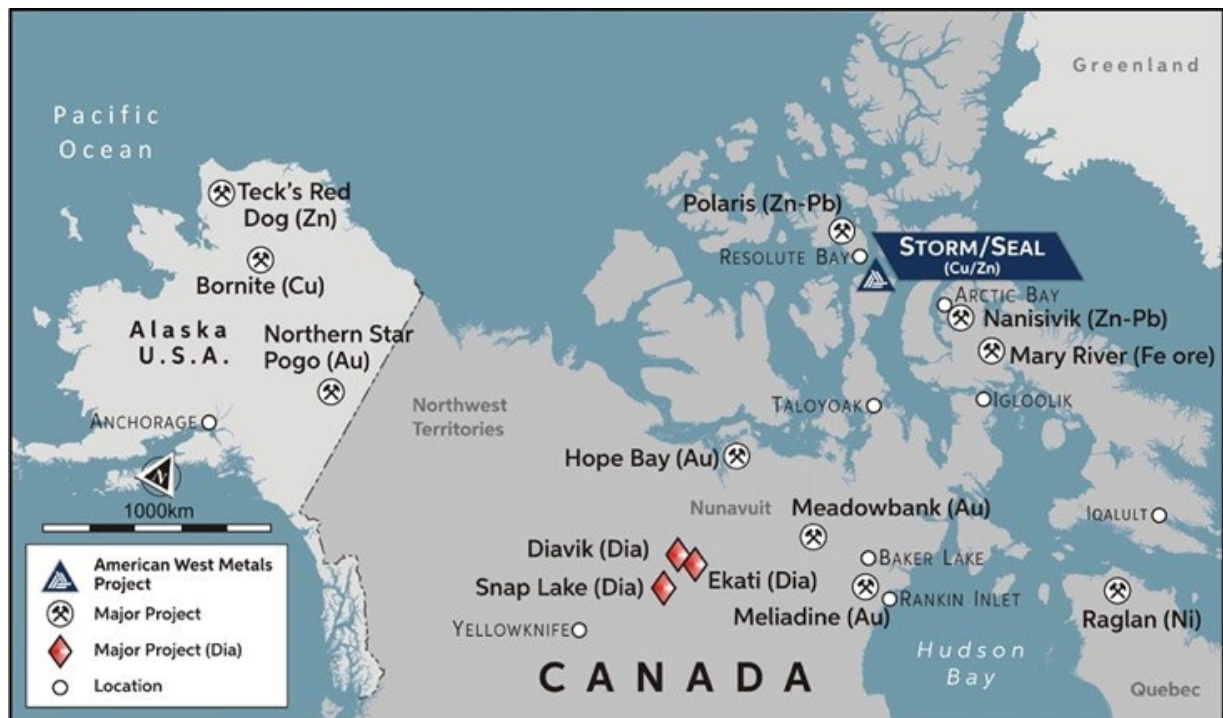 Greenland
Pacific
Ocean
Teck's Red
Dog (Zn)
Polaris (Zn-Pb)
RESOLUTE BAY
STORM/SEAL
(Cu/Zn)
Bornite (Cu)
ARCTIC BAY
Nanisivik (Zn-Pb)
Alaska
U.S.A.
Northern Star
Pogo (Au)
Mary River (Fe ore)
Northwest
Territories
TALOYOAK
IGLOOLIK
ANCHORAGE
Hope Bay (Au)
N
1000km
Nunavuit
Meadowbank (Au)
IQALULT
Diavik (Dia)
BAKER LAKE
Ekati (Dia)
Snap Lake (Dia)
Meliadine (Au)
RANKIN INLET
Raglan (Ni)
YELLOWKNIFE
Hudson
Bay
CANADA
Quebec
American West Metals
Project
Major Project
Major Project (Dia)
Location